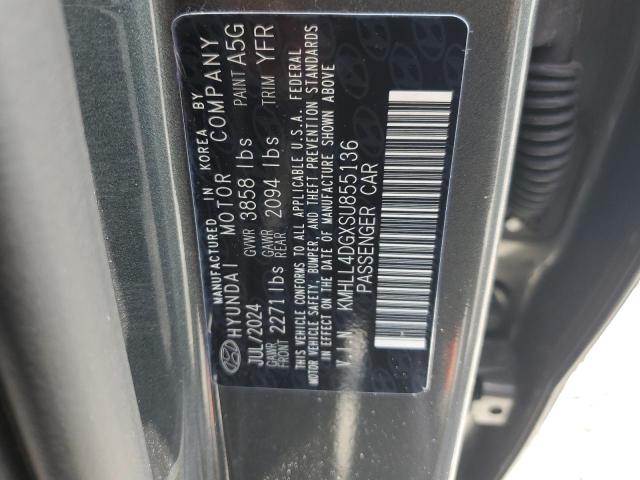 MANUFACTURED IN KOREA BY
HYUNDAI MOTOR COMPANY
JUL/2024 GVWR 3858 lbs PAINT A5G
GAWR FRONT 2271 lbs GAWR REAR 2094 lbs TRIM YFR
THIS VEHICLE CONFORMS TO ALL APPLICABLE U.S.A. FEDERAL
MOTOR VEHICLE SAFETY, BUMPER, AND THEFT PREVENTION STANDARDS
IN EFFECT ON THE DATE OF MANUFACTURE SHOWN ABOVE
V.I.N KMHLL4DGXSU855136
PASSENGER CAR